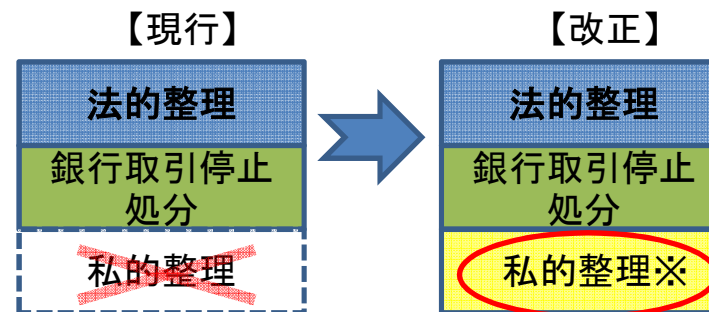 【現行】
法的整理
銀行取引停止
処分
私的整理
【改正】
法的整理
銀行取引停止
処分
私的整理※